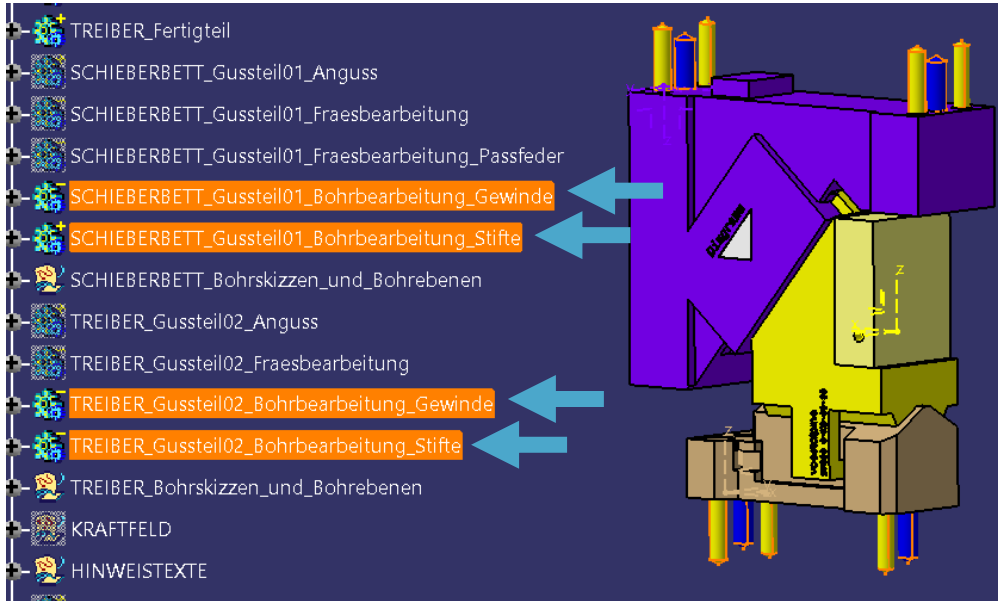 TREIBER_Fertigteil
SCHIEBERBETT_Gussteil01_Anguss
SCHIEBERBETT_Gussteil01_Fraesbearbeitung
SCHIEBERBETT_Gussteil01_Fraesbearbeitung_Passfeder
SCHIEBERBETT_Gussteil01_Bohrbearbeitung_Gewinde
SCHIEBERBETT_Gussteil01_Bohrbearbeitung_Stifte
SCHIEBERBETT_Bohrskizzen_und_Bohrebenen
TREIBER_Gussteil02_Anguss
TREIBER_Gussteil02_Fraesbearbeitung
TREIBER_Gussteil02_Bohrbearbeitung_Gewinde
TREIBER_Gussteil02_Bohrbearbeitung_Stifte
TREIBER_Bohrskizzen_und_Bohrebenen
KRAFTFELD
HINWEISTEXTE
z
z